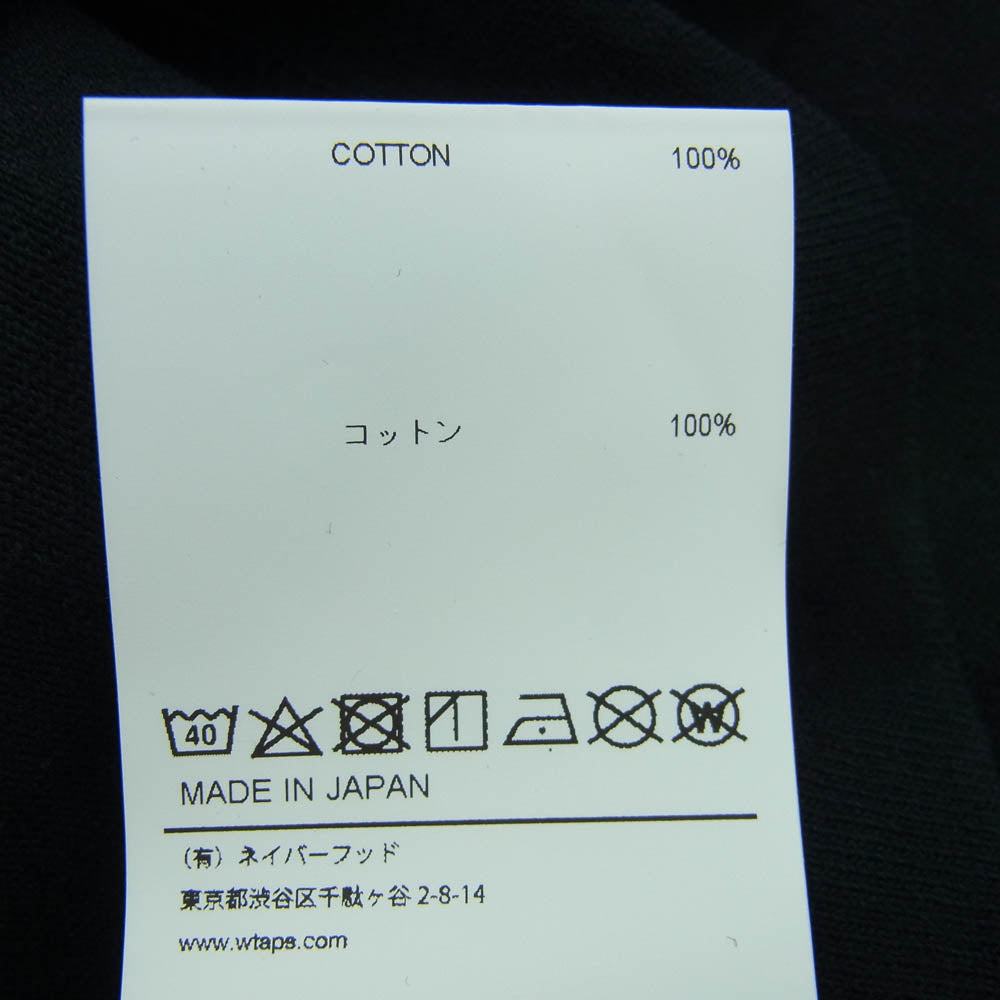 COTTON 100%
コットン 100%
40 W
MADE IN JAPAN
(有) ネイバーフッド
東京都渋谷区千駄ヶ谷 2-8-14
www.wtaps.com